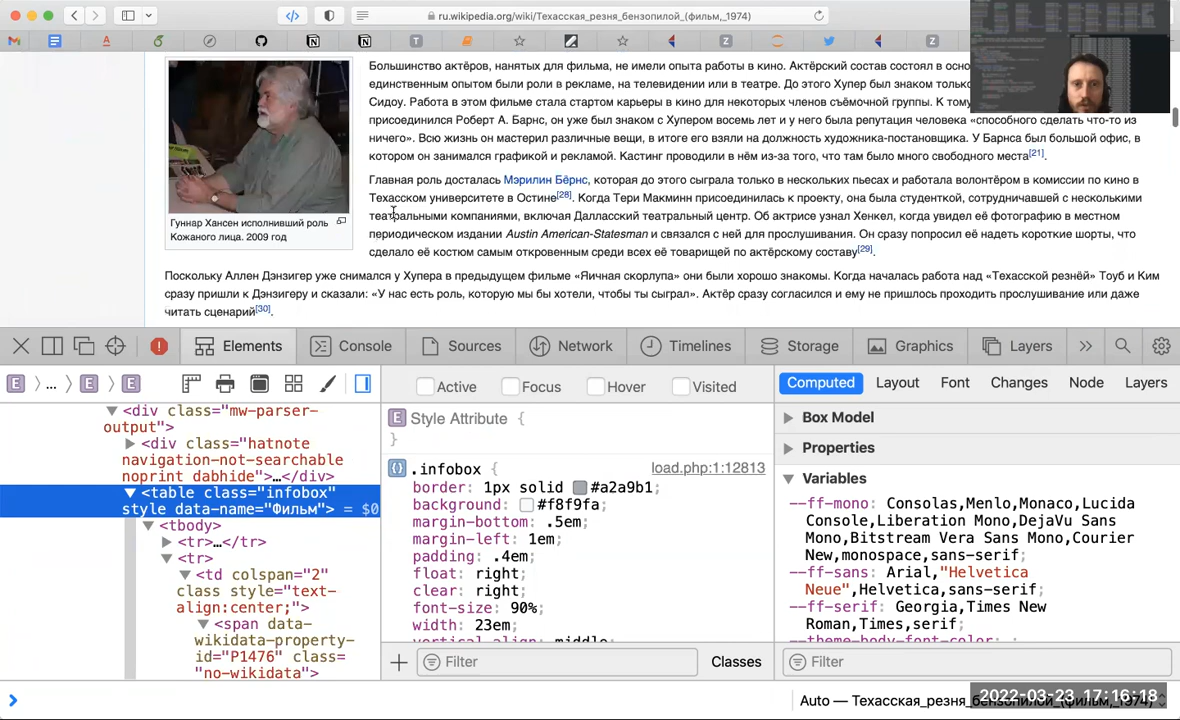 ru.wikipedia.org/wiki/Техасская_резня_бензопилой_(фильм,_1974)
Большинство актёров, нанятых для фильма, не имели опыта работы в кино. Актёрский состав состоял в осно
единственным опытом были роли в рекламе, на телевидении или в театре. До этого Хупер был знаком только
Сидоу. Работа в этом фильме стала стартом карьеры в кино для некоторых членов съёмочной группы. К тому
присоединился Роберт А. Барнс, он уже был знаком с Хупером восемь лет и у него была репутация человека «способного сделать что-то из
ничего». Всю жизнь он мастерил различные вещи, в итоге его взяли на должность художника-постановщика. У Барнса был большой офис, в
котором он занимался графикой и рекламой. Кастинг проводили в нём из-за того, что там было много свободного места[21].
Главная роль досталась Мэрилин Бёрнс, которая до этого сыграла только в нескольких пьесах и работала волонтёром в комиссии по кино в
Техасском университете в Остине[28]. Когда Тери Макминн присоединилась к проекту, она была студенткой, сотрудничавшей с несколькими
театральными компаниями, включая Далласский театральный центр. Об актрисе узнал Хенкел, когда увидел её фотографию в местном
периодическом издании Austin American-Statesman и связался с ней для прослушивания. Он сразу попросил её надеть короткие шорты, что
сделало её костюм самым откровенным среди всех её товарищей по актёрскому составу[29].
Гуннар Хансен исполнивший роль
Кожаного лица. 2009 год
Поскольку Аллен Дэнзигер уже снимался у Хупера в предыдущем фильме «Яичная скорлупа» они были хорошо знакомы. Когда началась работа над «Техасской резнёй» Тоуб и Ким
сразу пришли к Дэнзигеру и сказали: «У нас есть роль, которую мы бы хотели, чтобы ты сыграл». Актёр сразу согласился и ему не пришлось проходить прослушивание или даже
читать сценарий[30].
Elements Console Sources Network Timelines Storage Graphics Layers
E … E E
Active Focus Hover Visited
Computed Layout Font Changes Node Layers
<div class="mw-parser-
output">
<div class="hatnote
navigation-not-searchable
noprint dabhide">…</div>
<table class="infobox"
style data-name="Фильм"> = $0
<tbody>
<tr>…</tr>
<tr>
<td colspan="2"
class style="text-
align:center;">
<span data-
wikidata-property-
id="P1476" class=
"no-wikidata">
E Style Attribute {
}
.infobox { load.php:1:12813
border: 1px solid #a2a9b1;
background: #f8f9fa;
margin-bottom: .5em;
margin-left: 1em;
padding: .4em;
float: right;
clear: right;
font-size: 90%;
width: 23em;
vertical-align: middle;
Filter Classes
Box Model
Properties
Variables
--ff-mono: Consolas,Menlo,Monaco,Lucida
Console,Liberation Mono,DejaVu Sans
Mono,Bitstream Vera Sans Mono,Courier
New,monospace,sans-serif;
--ff-sans: Arial,"Helvetica
Neue",Helvetica,sans-serif;
--ff-serif: Georgia,Times New
Roman,Times,serif;
--theme-body-font-color: ;
Filter
Auto — Техасская_резня_бензопилой_(фильм,_1974)
2022-03-23 17:16:18